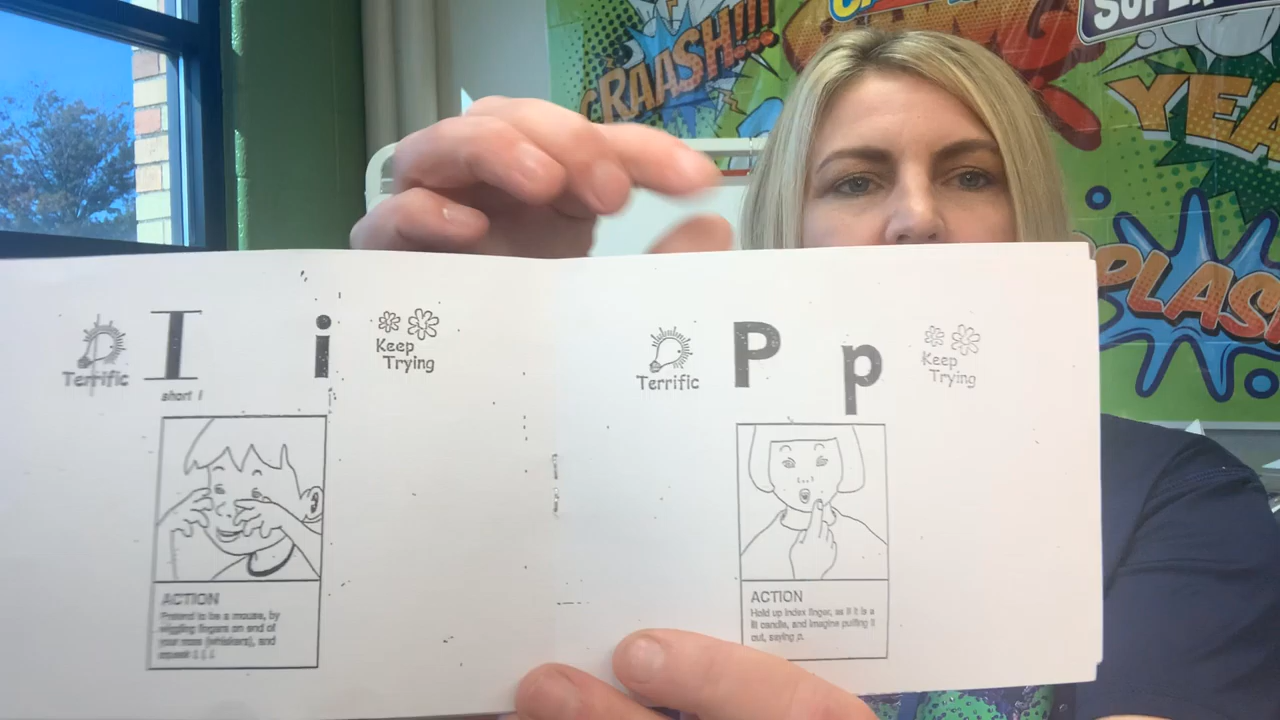 CRAASH!!!
SUPER
YEA
PLAS
I i
Terrific
short i
Keep
Trying
ACTION
Pretend to be a mouse, by
wiggling fingers on end of
your nose (whiskers), and
squeak i, i, i.
P p
Terrific
Keep
Trying
ACTION
Hold up index finger, as if it is a
lit candle, and imagine puffing it
out, saying p.